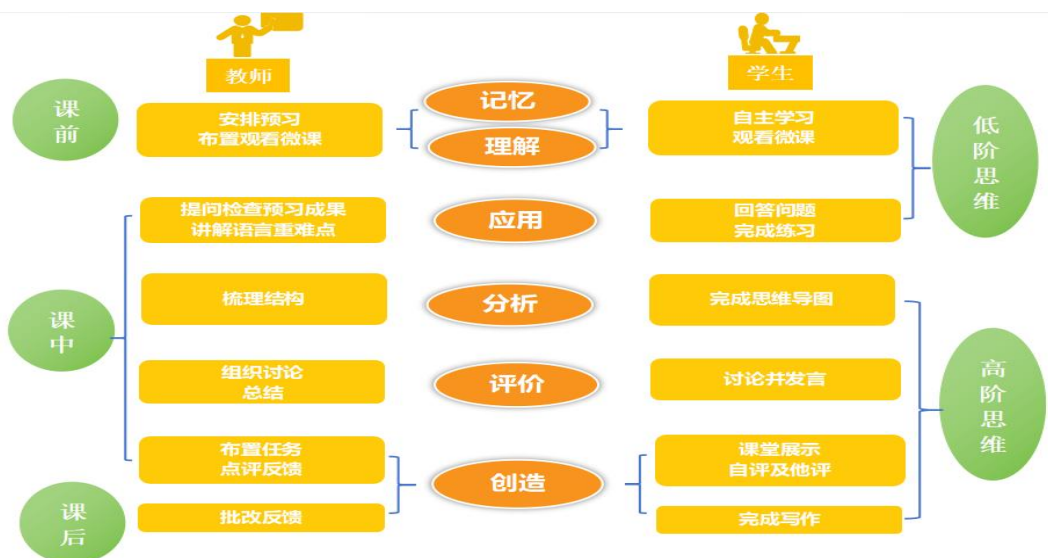 教师
学生
课
前
安排预习
布置观看微课
记忆
理解
自主学习
观看微课
低
阶
思
维
提问检查预习成果
讲解语言重难点
应用
回答问题
完成练习
课
中
梳理结构
分析
完成思维导图
组织讨论
总结
评价
讨论并发言
高
阶
思
维
布置任务
点评反馈
创造
课堂展示
自评及他评
课
后
批改反馈
完成写作